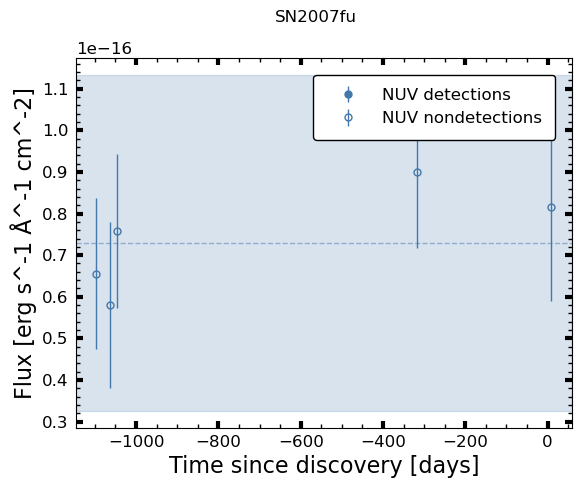 SN2007fu
1e−16
NUV detections
NUV nondetections
1.1
1.0
0.9
0.8
0.7
0.6
0.5
0.4
0.3
Flux [erg s^-1 Å^-1 cm^-2]
−1000 −800 −600 −400 −200 0
Time since discovery [days]